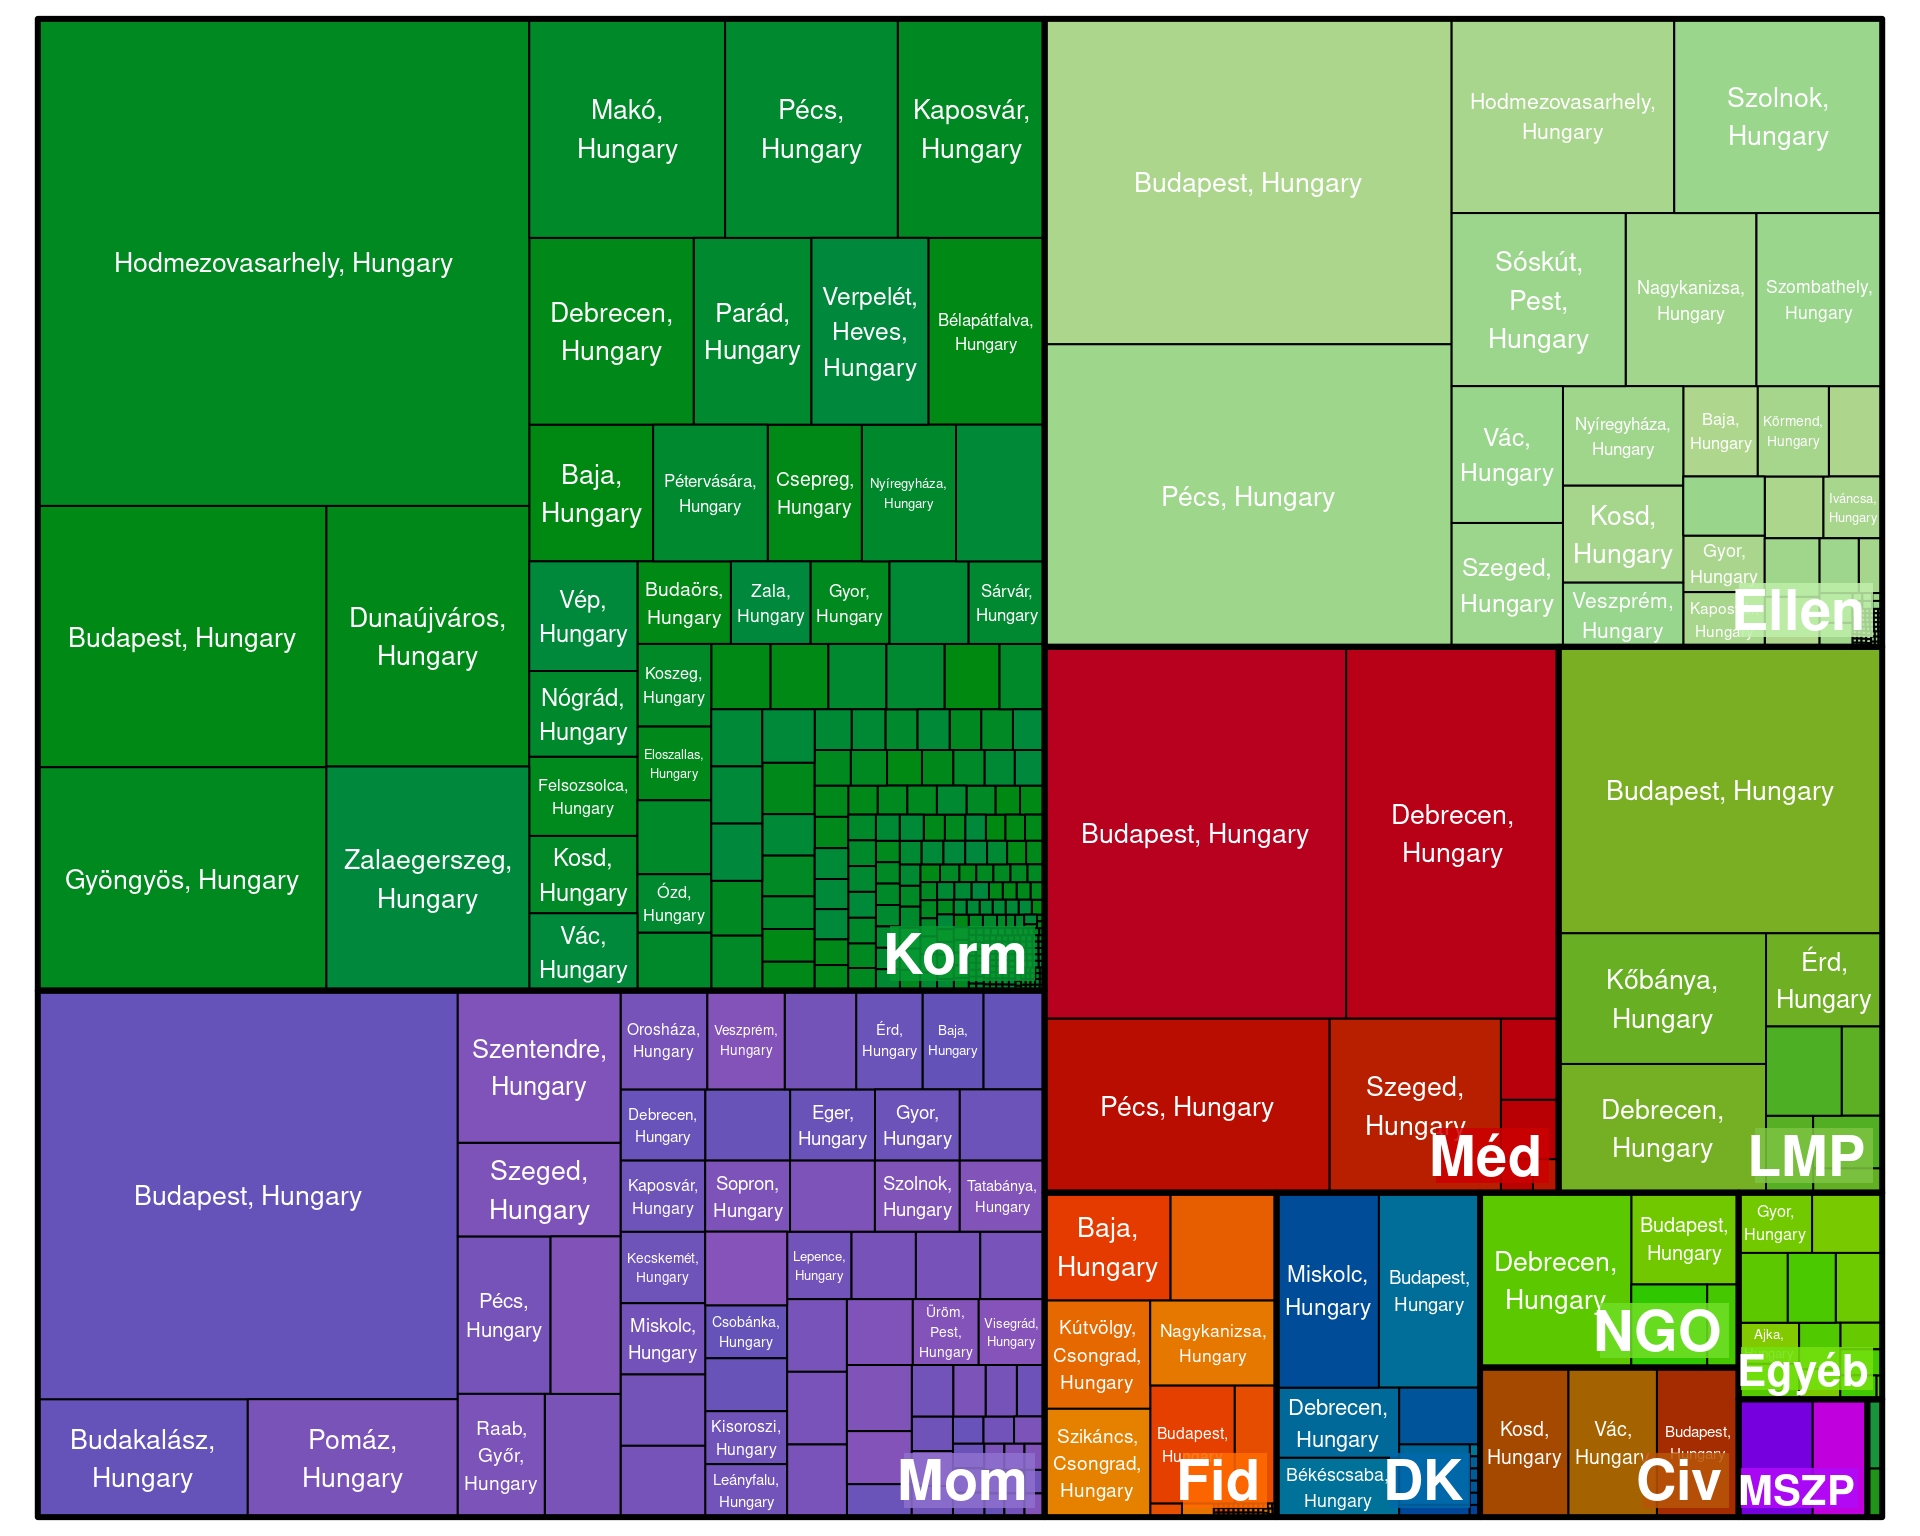 Hodmezovasarhely, Hungary
Budapest, Hungary
Dunaújváros,
Hungary
Gyöngyös, Hungary
Zalaegerszeg,
Hungary
Makó,
Hungary
Pécs,
Hungary
Kaposvár,
Hungary
Debrecen,
Hungary
Parád,
Hungary
Verpelét,
Heves,
Hungary
Bélapátfalva,
Hungary
Baja,
Hungary
Pétervására,
Hungary
Csepreg,
Hungary
Nyíregyháza,
Hungary
Vép,
Hungary
Budaörs,
Hungary
Zala,
Hungary
Gyor,
Hungary
Sárvár,
Hungary
Nógrád,
Hungary
Koszeg,
Hungary
Eloszallas,
Hungary
Felsozsolca,
Hungary
Kosd,
Hungary
Ózd,
Hungary
Vác,
Hungary
Korm
Budapest, Hungary
Pécs, Hungary
Hodmezovasarhely,
Hungary
Szolnok,
Hungary
Sóskút,
Pest,
Hungary
Nagykanizsa,
Hungary
Szombathely,
Hungary
Vác,
Hungary
Nyíregyháza,
Hungary
Baja,
Hungary
Körmend,
Hungary
Iváncsa,
Hungary
Kosd,
Hungary
Gyor,
Hungary
Szeged,
Hungary
Veszprém,
Hungary
Kapos
Hungary
Ellen
Budapest, Hungary
Budakalász,
Hungary
Pomáz,
Hungary
Szentendre,
Hungary
Szeged,
Hungary
Pécs,
Hungary
Raab,
Győr,
Hungary
Orosháza,
Hungary
Veszprém,
Hungary
Érd,
Hungary
Baja,
Hungary
Debrecen,
Hungary
Eger,
Hungary
Gyor,
Hungary
Kaposvár,
Hungary
Sopron,
Hungary
Szolnok,
Hungary
Tatabánya,
Hungary
Kecskemét,
Hungary
Lepence,
Hungary
Miskolc,
Hungary
Csobánka,
Hungary
Üröm,
Pest,
Hungary
Visegrád,
Hungary
Kisoroszi,
Hungary
Leányfalu,
Hungary
Mom
Budapest, Hungary
Debrecen,
Hungary
Pécs, Hungary
Szeged,
Hungary
Méd
Budapest, Hungary
Kőbánya,
Hungary
Érd,
Hungary
Debrecen,
Hungary
LMP
Baja,
Hungary
Kútvölgy,
Csongrad,
Hungary
Nagykanizsa,
Hungary
Szikáncs,
Csongrad,
Hungary
Budapest,
Hungary
Fid
Miskolc,
Hungary
Budapest,
Hungary
Debrecen,
Hungary
Békéscsaba,
Hungary
DK
Debrecen,
Hungary
Budapest,
Hungary
NGO
Kosd,
Hungary
Vác,
Hungary
Budapest,
Hungary
Civ
Gyor,
Hungary
Ajka,
Egyéb
MSZP